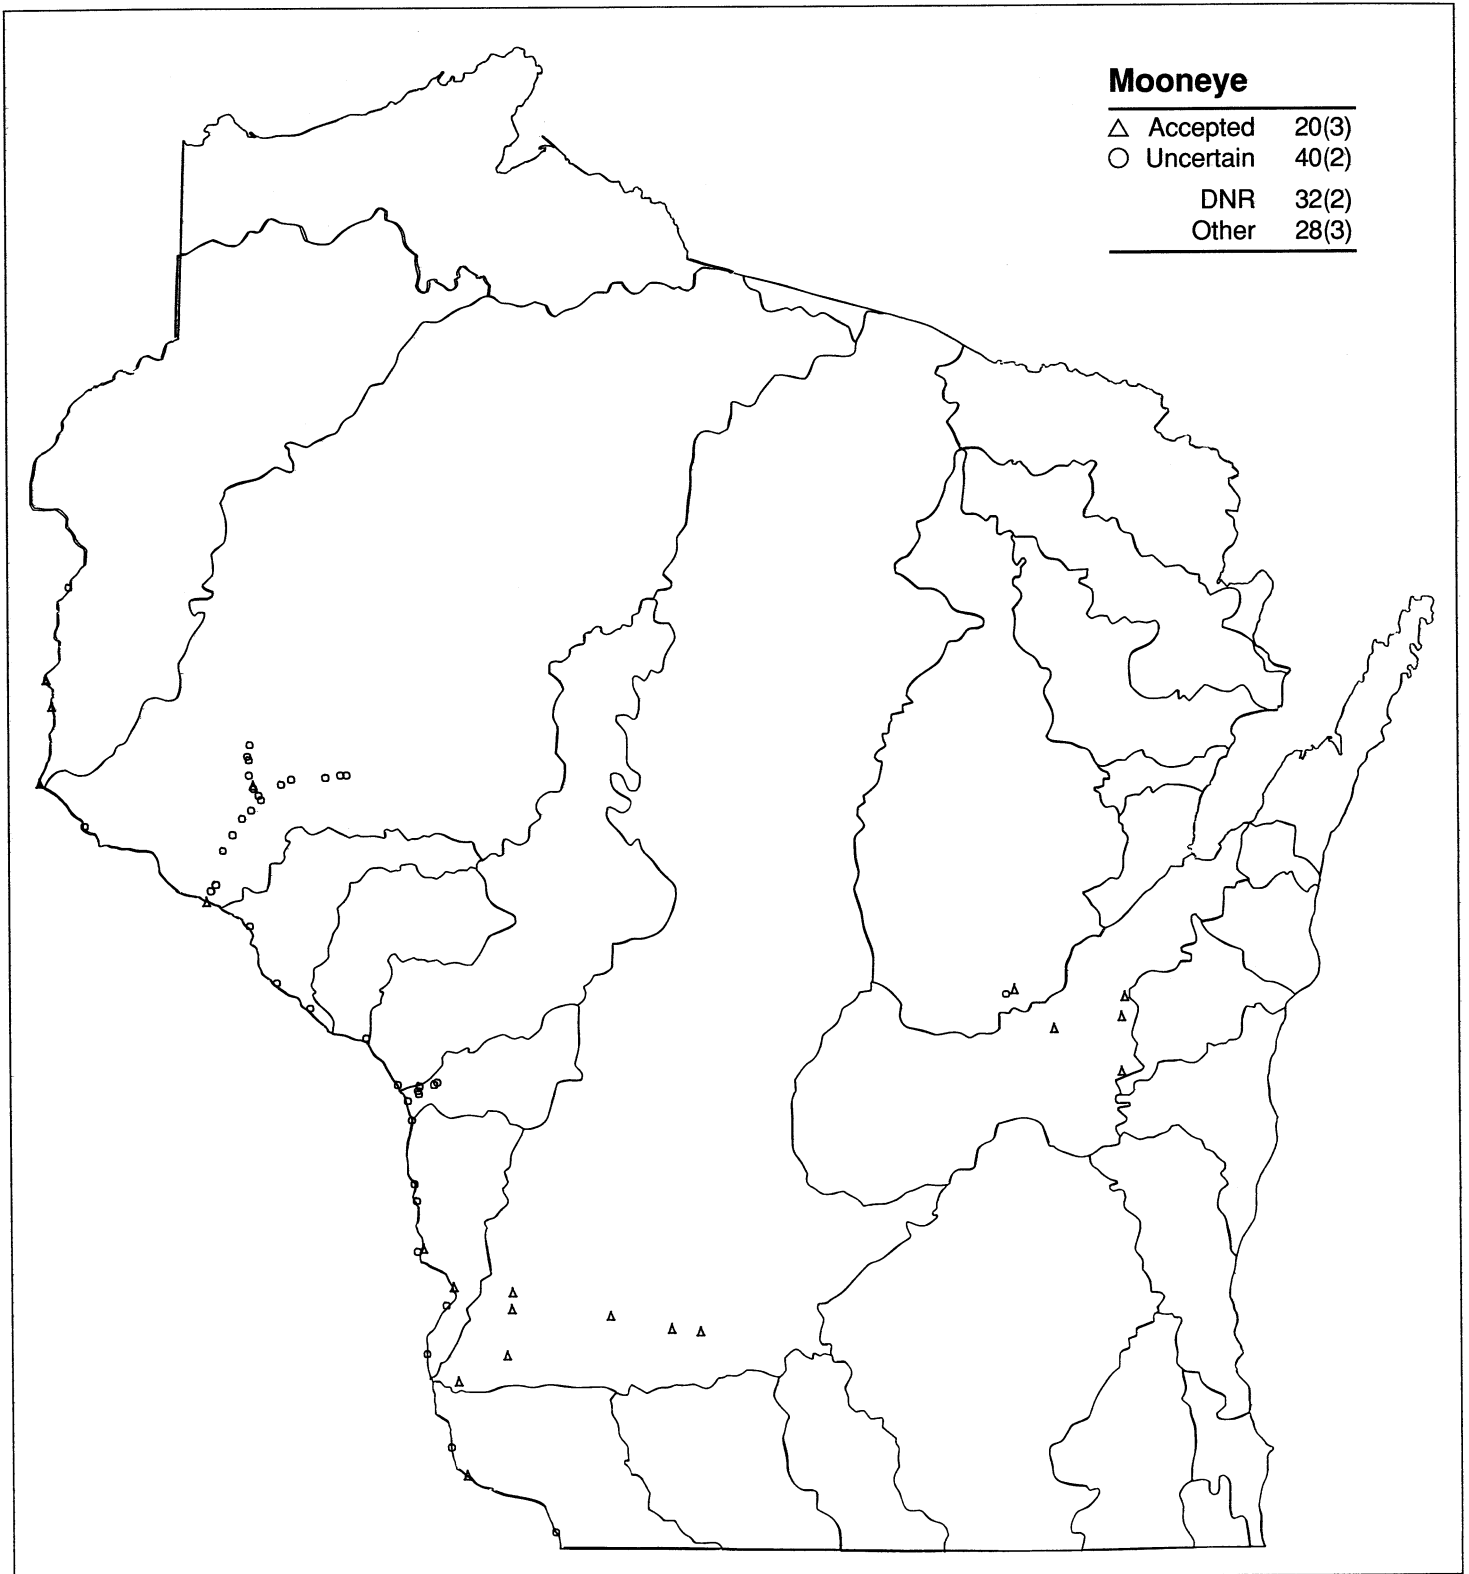 Mooneye
△ Accepted 20(3)
○ Uncertain 40(2)
DNR 32(2)
Other 28(3)